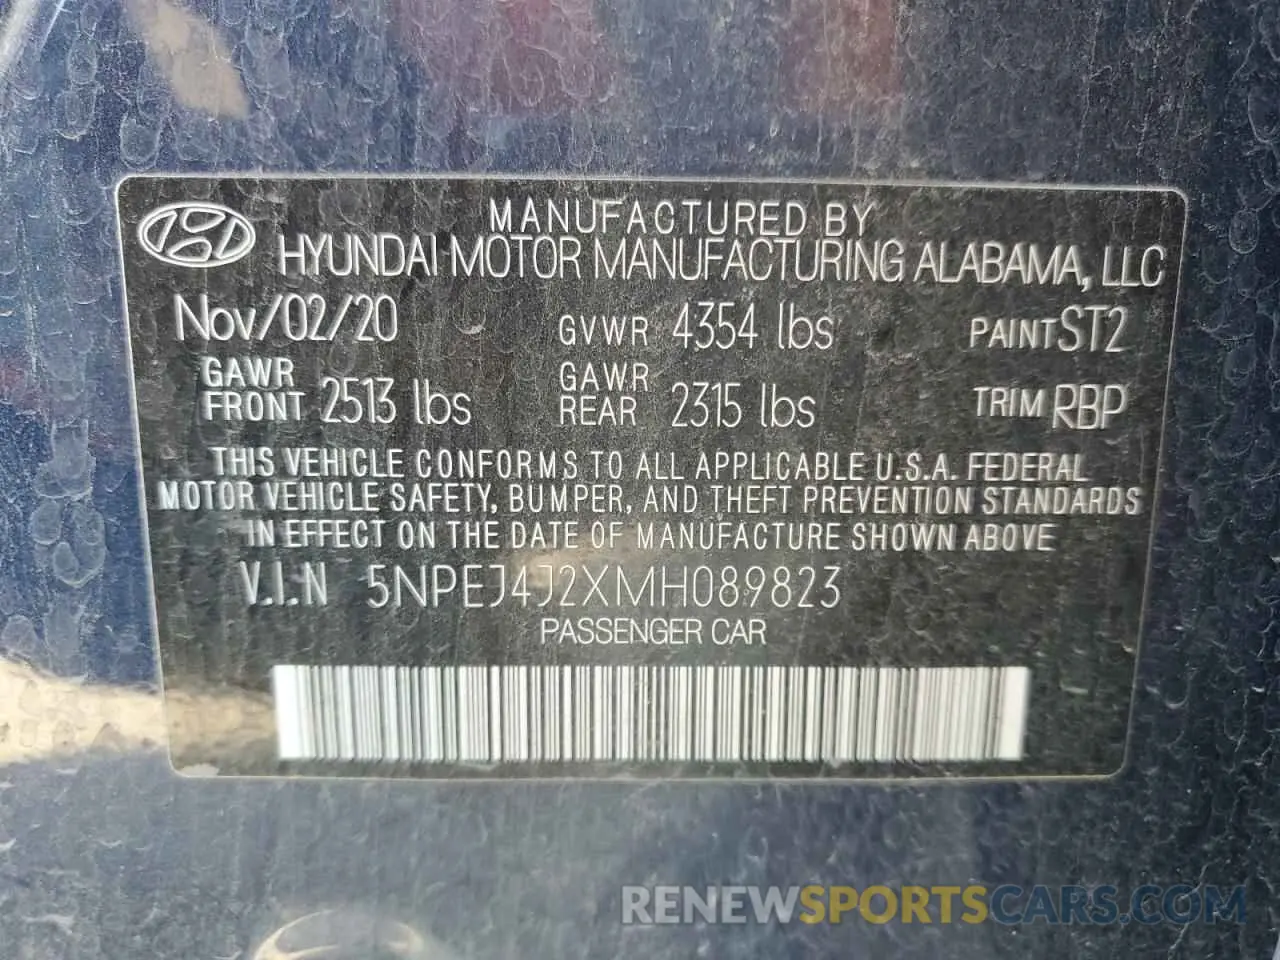 MANUFACTURED BY
HYUNDAI MOTOR MANUFACTURING ALABAMA, LLC
Nov/02/20 GVWR 4354 lbs PAINT ST2
GAWR FRONT 2513 lbs GAWR REAR 2315 lbs TRIM RBP
THIS VEHICLE CONFORMS TO ALL APPLICABLE U.S.A. FEDERAL
MOTOR VEHICLE SAFETY, BUMPER, AND THEFT PREVENTION STANDARDS
IN EFFECT ON THE DATE OF MANUFACTURE SHOWN ABOVE
V.I.N 5NPEJ4J2XMH089823
PASSENGER CAR
RENEWSPORTSCARS.COM